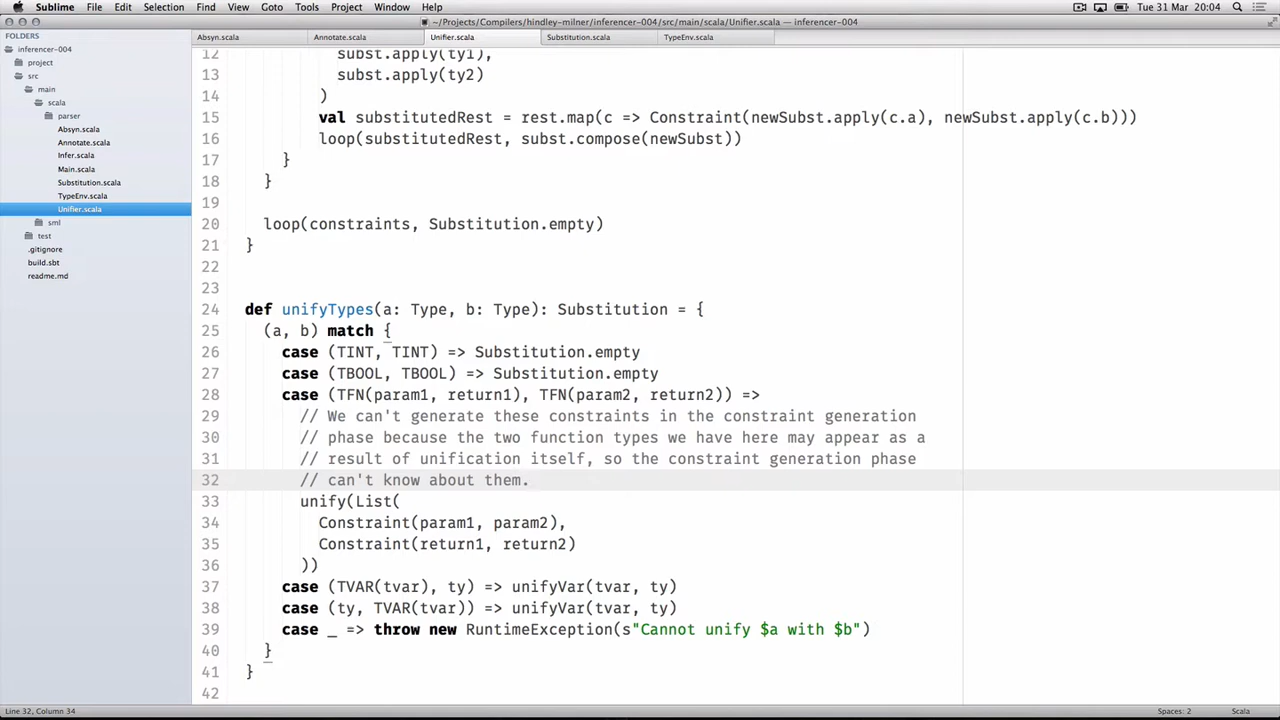 Sublime File Edit Selection Find View Goto Tools Project Window Help Tue 31 Mar 20:04
~/Projects/Compilers/hindley-milner/inferencer-004/src/main/scala/Unifier.scala — inferencer-004
FOLDERS
inferencer-004
project
src
main
scala
parser
Absyn.scala
Annotate.scala
Infer.scala
Main.scala
Substitution.scala
TypeEnv.scala
Unifier.scala
sml
test
.gitignore
build.sbt
readme.md
Absyn.scala Annotate.scala Unifier.scala Substitution.scala TypeEnv.scala
12 subst.apply(ty1),
13 subst.apply(ty2)
14 )
15 val substitutedRest = rest.map(c => Constraint(newSubst.apply(c.a), newSubst.apply(c.b)))
16 loop(substitutedRest, subst.compose(newSubst))
17 }
18 }
19
20 loop(constraints, Substitution.empty)
21 }
22
23
24 def unifyTypes(a: Type, b: Type): Substitution = {
25 (a, b) match {
26 case (TINT, TINT) => Substitution.empty
27 case (TBOOL, TBOOL) => Substitution.empty
28 case (TFN(param1, return1), TFN(param2, return2)) =>
29 // We can't generate these constraints in the constraint generation
30 // phase because the two function types we have here may appear as a
31 // result of unification itself, so the constraint generation phase
32 // can't know about them.
33 unify(List(
34 Constraint(param1, param2),
35 Constraint(return1, return2)
36 ))
37 case (TVAR(tvar), ty) => unifyVar(tvar, ty)
38 case (ty, TVAR(tvar)) => unifyVar(tvar, ty)
39 case _ => throw new RuntimeException(s"Cannot unify $a with $b")
40 }
41 }
42
Line 32, Column 34 Spaces: 2 Scala